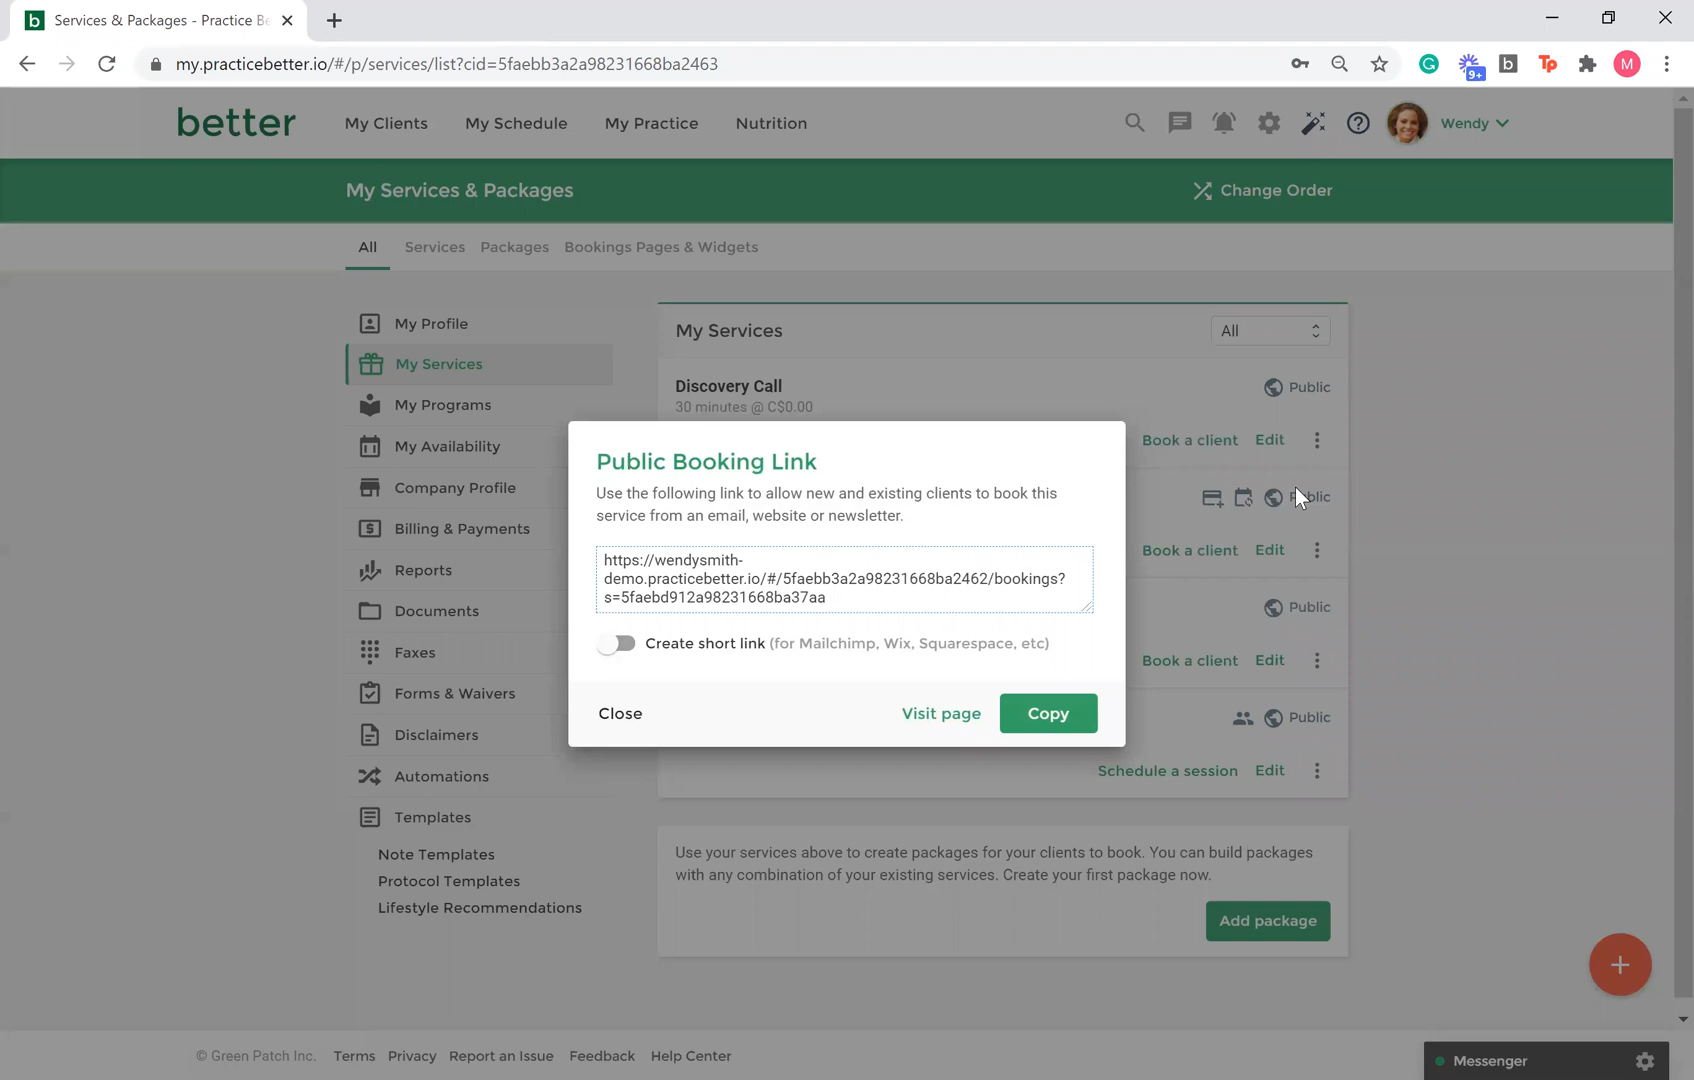 b Services & Packages - Practice Be
my.practicebetter.io/#/p/services/list?cid=5faebb3a2a98231668ba2463
G 9+ b Tp M
better My Clients My Schedule My Practice Nutrition Wendy
My Services & Packages Change Order
All Services Packages Bookings Pages & Widgets
My Profile
My Services
My Programs
My Availability
Company Profile
Billing & Payments
Reports
Documents
Faxes
Forms & Waivers
Disclaimers
Automations
Templates
Note Templates
Protocol Templates
Lifestyle Recommendations
My Services All
Discovery Call Public
30 minutes @ C$0.00
Book a client Edit
Public
Book a client Edit
Public
Book a client Edit
Public
Schedule a session Edit
Public Booking Link
Use the following link to allow new and existing clients to book this
service from an email, website or newsletter.
https://wendysmith-
demo.practicebetter.io/#/5faebb3a2a98231668ba2462/bookings?
s=5faebd912a98231668ba37aa
Create short link (for Mailchimp, Wix, Squarespace, etc)
Close Visit page Copy
Use your services above to create packages for your clients to book. You can build packages
with any combination of your existing services. Create your first package now.
Add package
© Green Patch Inc. Terms Privacy Report an Issue Feedback Help Center
Messenger